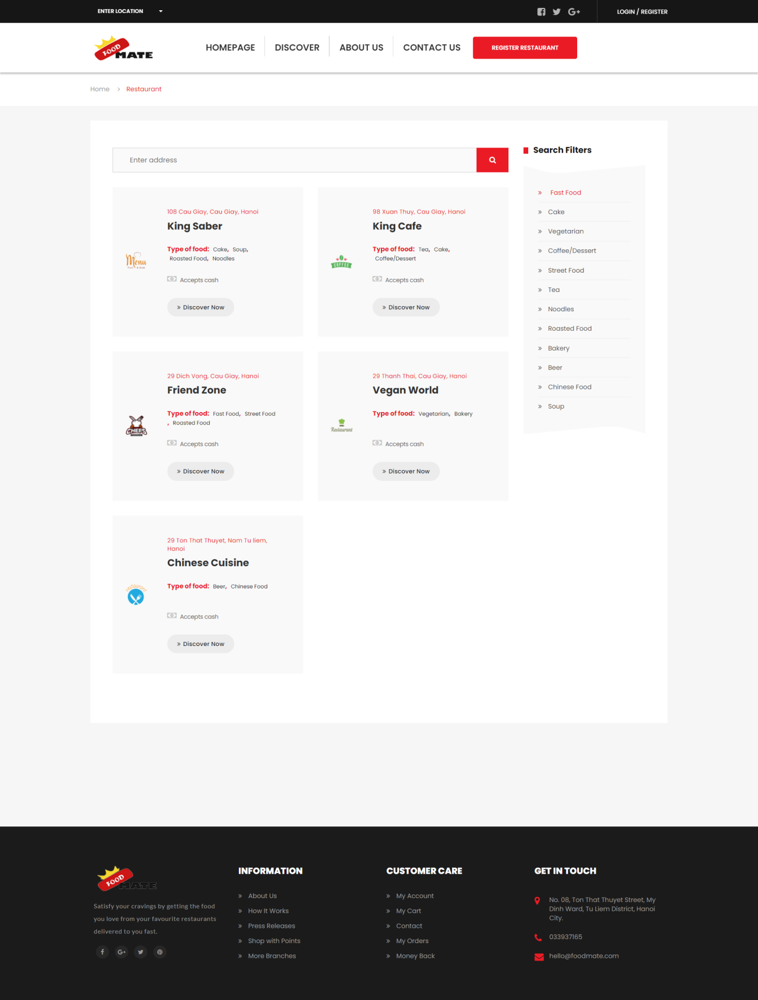 ENTER LOCATION
LOGIN / REGISTER
FOOD MATE
HOMEPAGE
DISCOVER
ABOUT US
CONTACT US
REGISTER RESTAURANT
Home > Restaurant
Enter address
108 Cau Giay, Cau Giay, Hanoi
King Saber
Type of food: Cake, Soup,
Roasted Food, Noodles
Accepts cash
» Discover Now
Menu
98 Xuan Thuy, Cau Giay, Hanoi
King Cafe
Type of food: Tea, Cake,
Coffee/Dessert
Accepts cash
» Discover Now
COFFEE
29 Dich Vong, Cau Giay, Hanoi
Friend Zone
Type of food: Fast Food, Street Food
, Roasted Food
Accepts cash
» Discover Now
CHEFS
29 Thanh Thai, Cau Giay, Hanoi
Vegan World
Type of food: Vegetarian, Bakery
Accepts cash
» Discover Now
Restaurant
29 Ton That Thuyet, Nam Tu liem,
Hanoi
Chinese Cuisine
Type of food: Beer, Chinese Food
Accepts cash
» Discover Now
restaurant
Search Filters
» Fast Food
» Cake
» Vegetarian
» Coffee/Dessert
» Street Food
» Tea
» Noodles
» Roasted Food
» Bakery
» Beer
» Chinese Food
» Soup
FOOD MATE
Satisfy your cravings by getting the food
you love from your favourite restaurants
delivered to you fast.
INFORMATION
» About Us
» How It Works
» Press Releases
» Shop with Points
» More Branches
CUSTOMER CARE
» My Account
» My Cart
» Contact
» My Orders
» Money Back
GET IN TOUCH
No. 08, Ton That Thuyet Street, My
Dinh Ward, Tu Liem District, Hanoi
City.
033937165
hello@foodmate.com